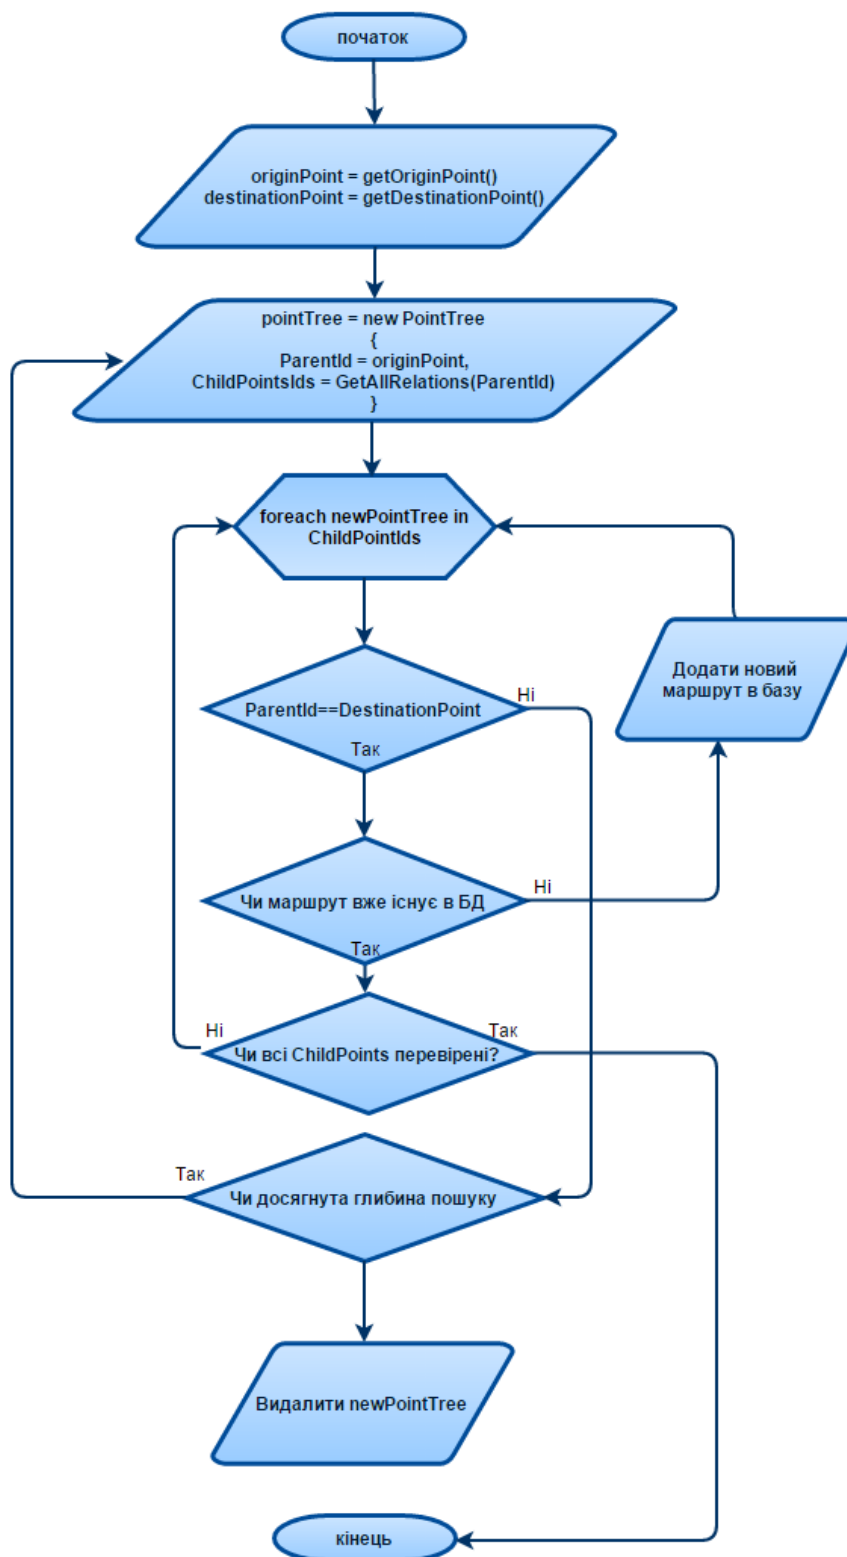 початок
originPoint = getOriginPoint()
destinationPoint = getDestinationPoint()
pointTree = new PointTree
{
ParentId = originPoint,
ChildPointsIds = GetAllRelations(ParentId)
}
foreach newPointTree in
ChildPointIds
Додати новий
маршрут в базу
Ні
ParentId==DestinationPoint
Так
Ні
Чи маршрут вже існує в БД
Так
Ні
Так
Чи всі ChildPoints перевірені?
Так
Чи досягнута глибина пошуку
Видалити newPointTree
кінець